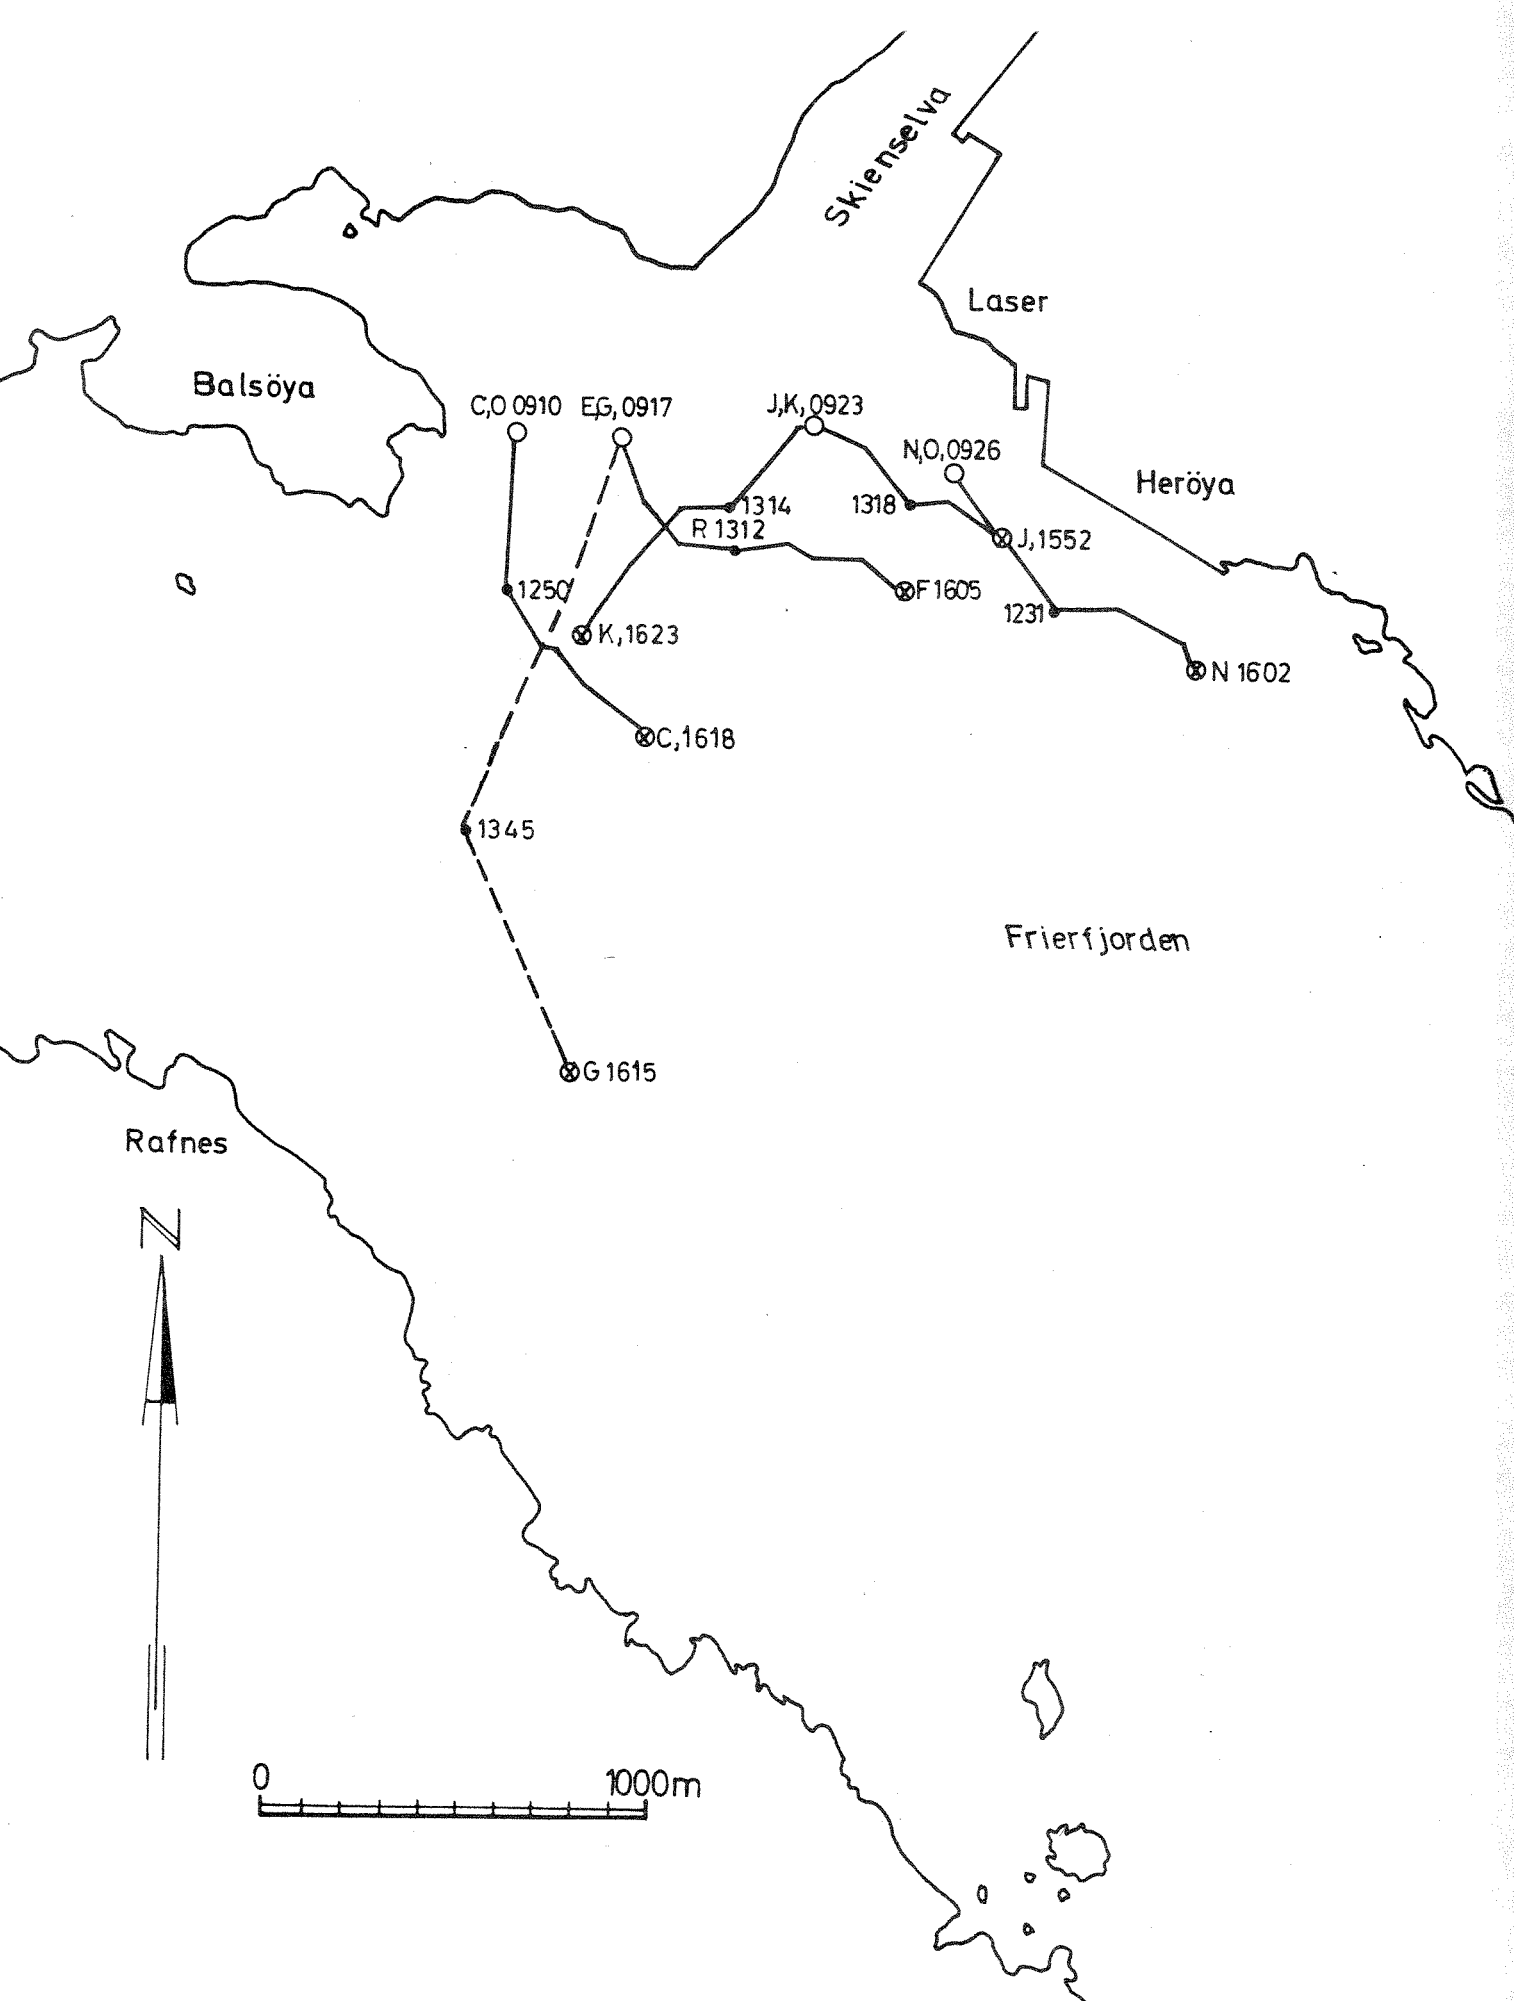 Skienselva
Laser
Balsöya
C,O 0910
E,G, 0917
J,K, 0923
N,O, 0926
Heröya
1314
1318
R 1312
J, 1552
1250
F 1605
1231
K, 1623
N 1602
C, 1618
1345
Frierfjorden
G 1615
Rafnes
N
0
1000m